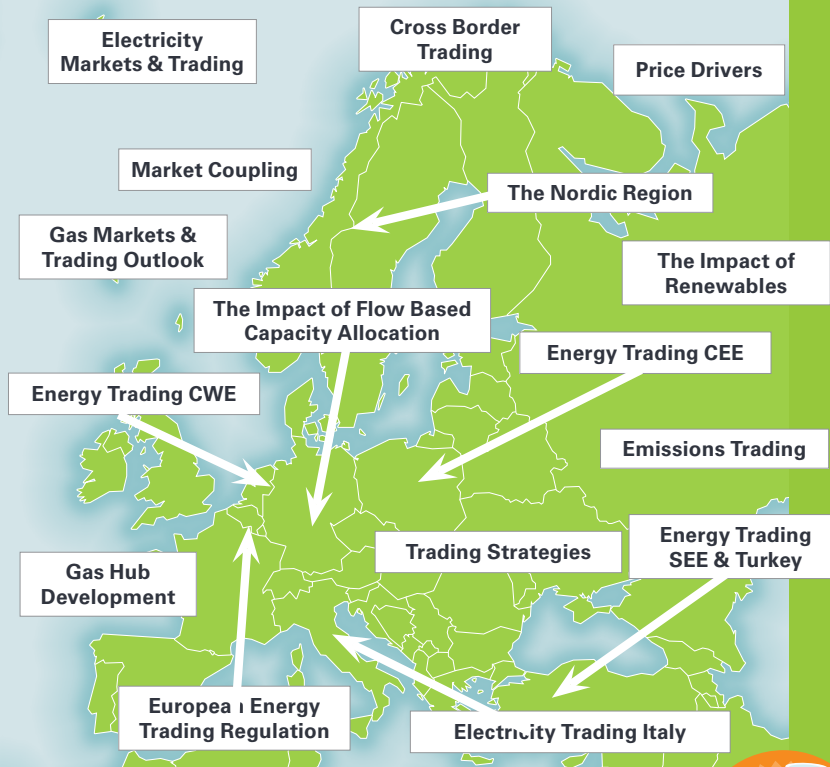 Electricity
Markets & Trading
Cross Border
Trading
Price Drivers
Market Coupling
The Nordic Region
Gas Markets &
Trading Outlook
The Impact of
Renewables
The Impact of Flow Based
Capacity Allocation
Energy Trading CEE
Energy Trading CWE
Emissions Trading
Trading Strategies
Energy Trading
SEE & Turkey
Gas Hub
Development
European Energy
Trading Regulation
Electricity Trading Italy